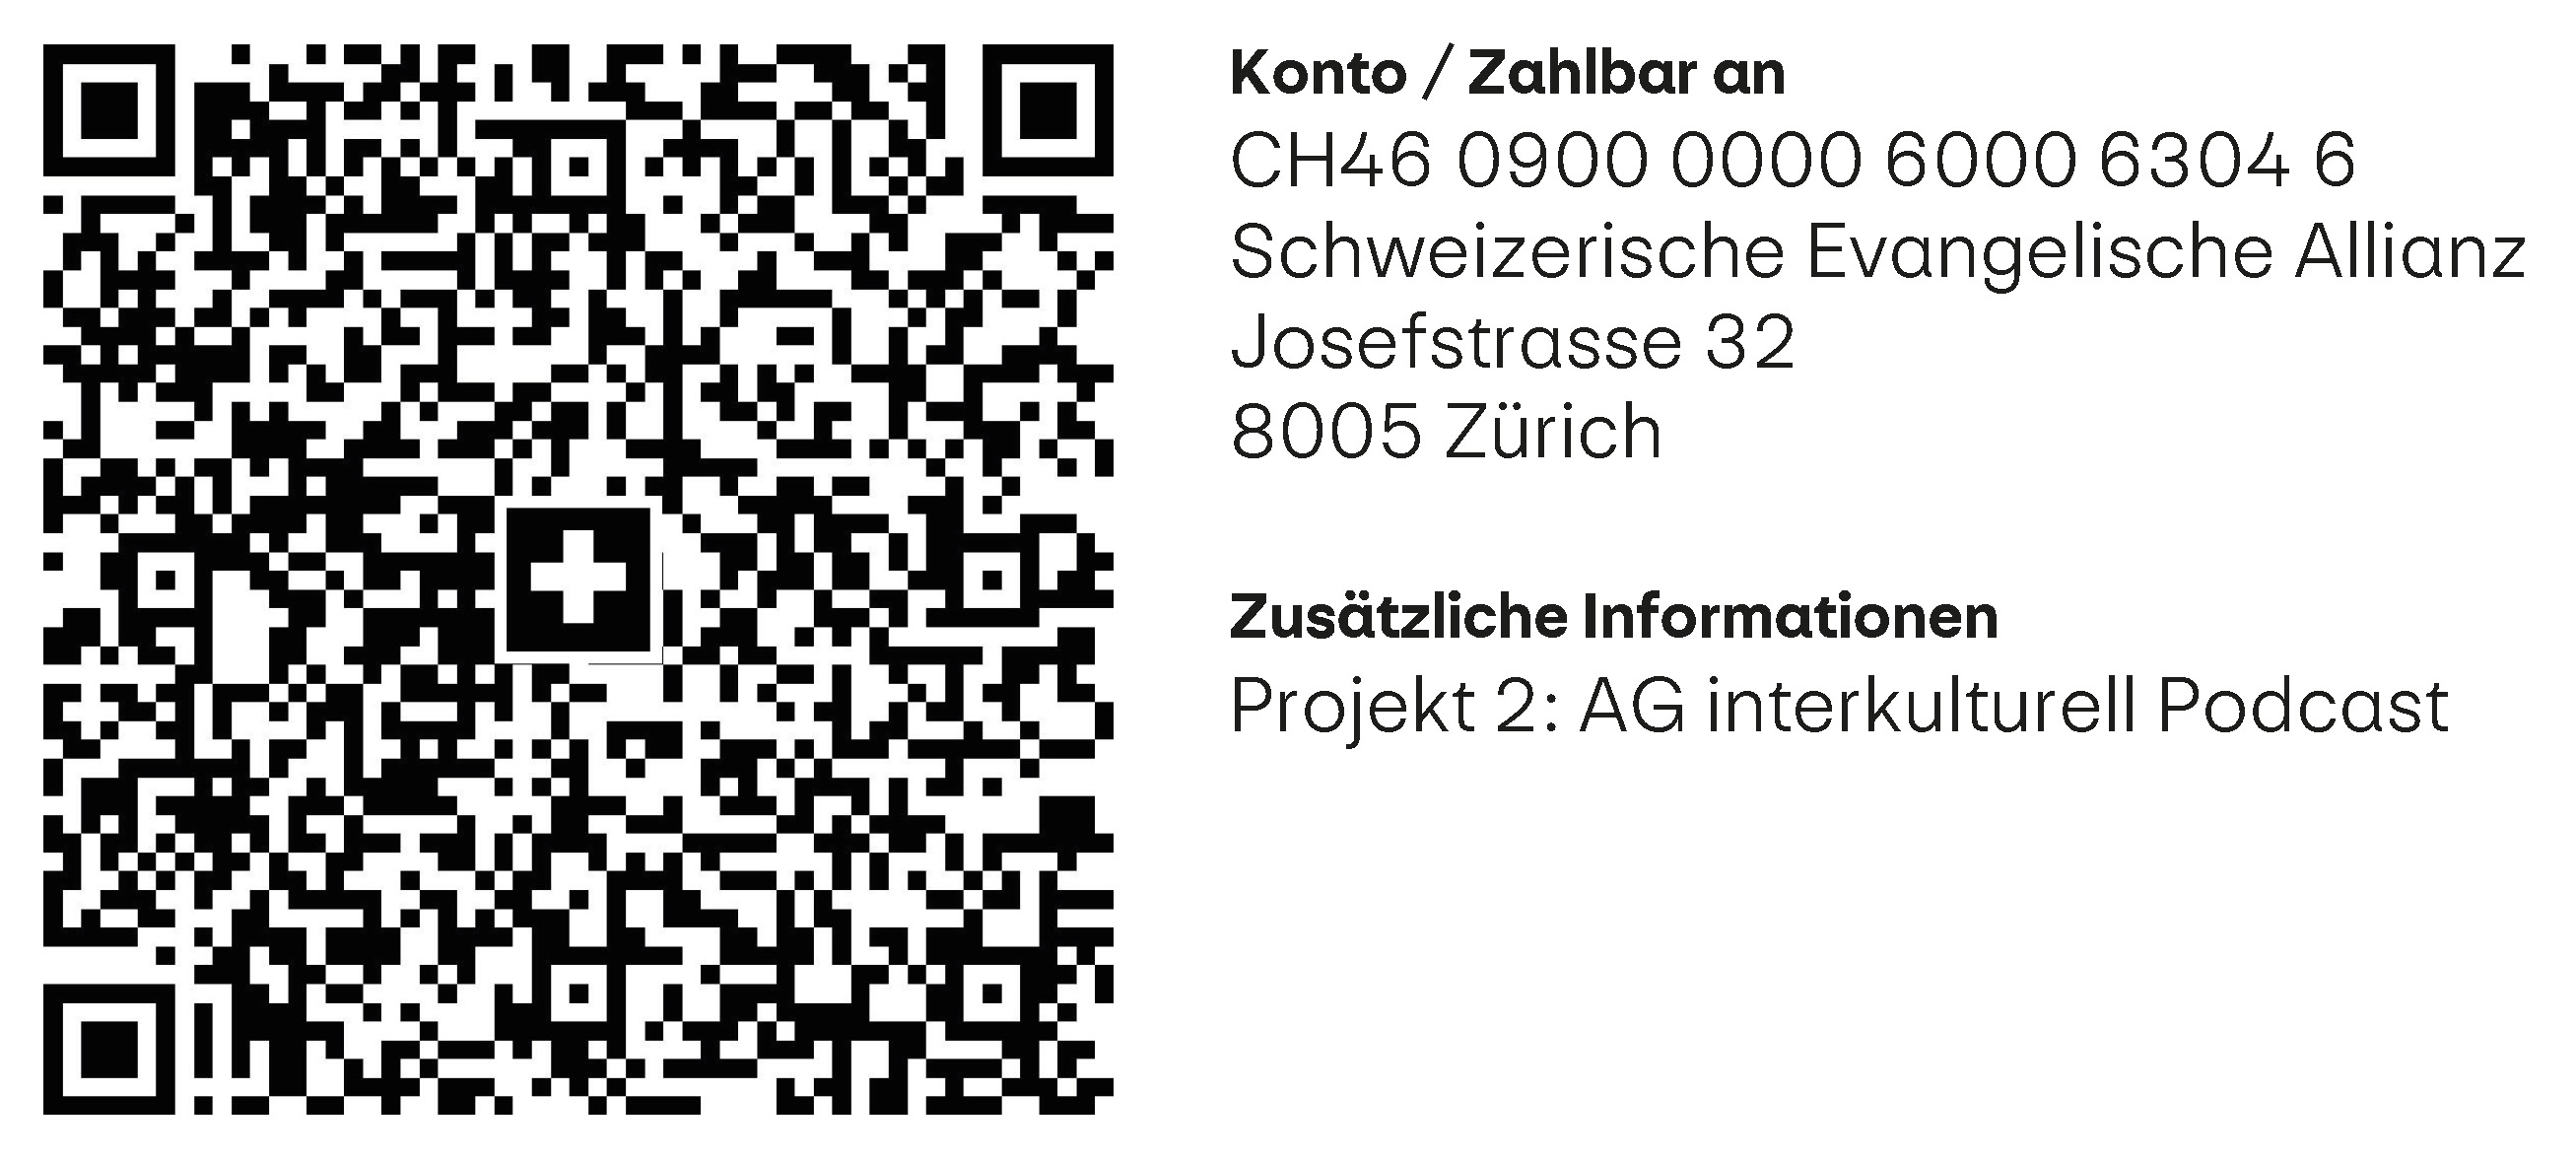 Konto / Zahlbar an
CH46 0900 0000 6000 6304 6
Schweizerische Evangelische Allianz
Josefstrasse 32
8005 Zürich
Zusätzliche Informationen
Projekt 2: AG interkulturell Podcast